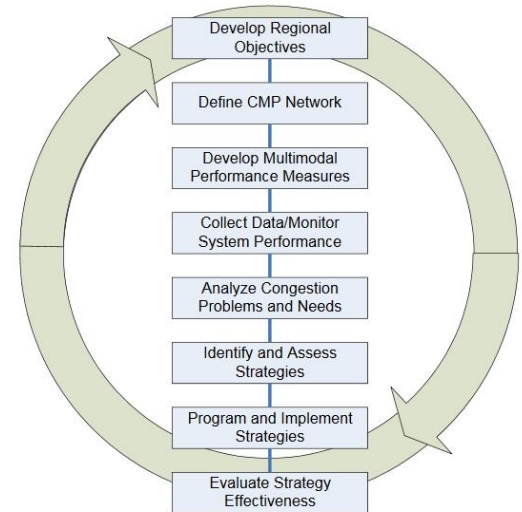 Develop Regional
Objectives
Define CMP Network
Develop Multimodal
Performance Measures
Collect Data/Monitor
System Performance
Analyze Congestion
Problems and Needs
Identify and Assess
Strategies
Program and Implement
Strategies
Evaluate Strategy
Effectiveness